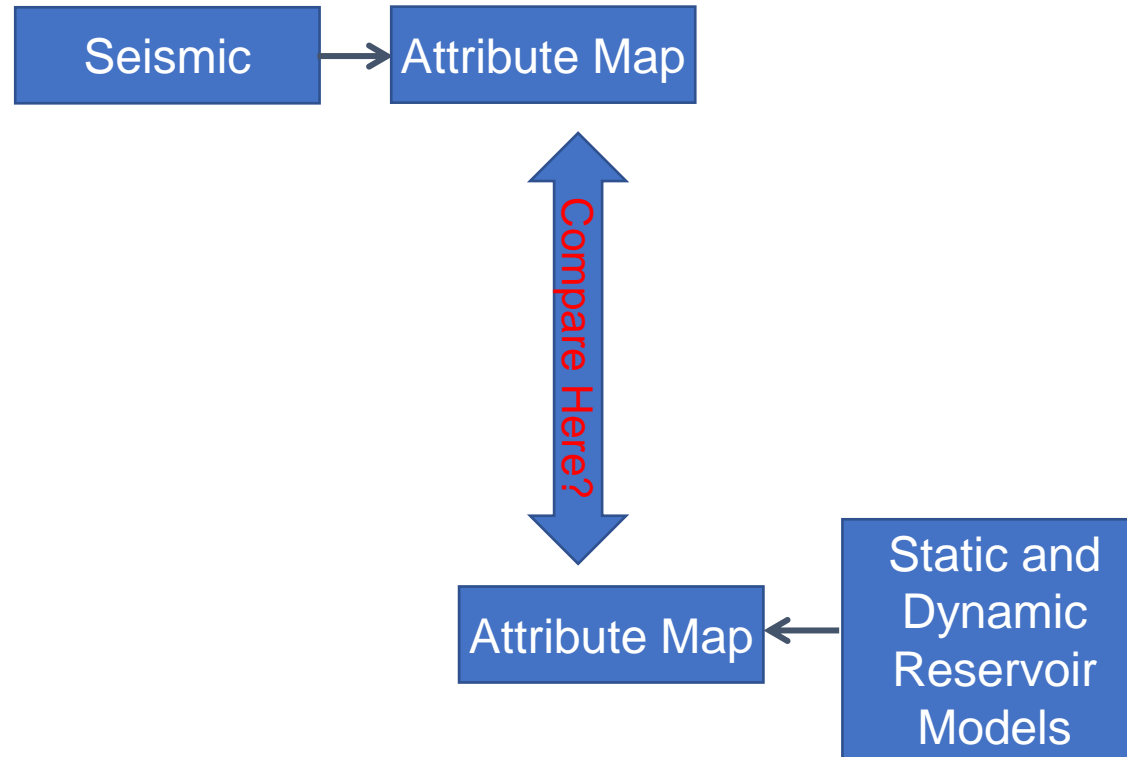 Seismic
Attribute Map
Compare Here?
Attribute Map
Static and
Dynamic
Reservoir
Models